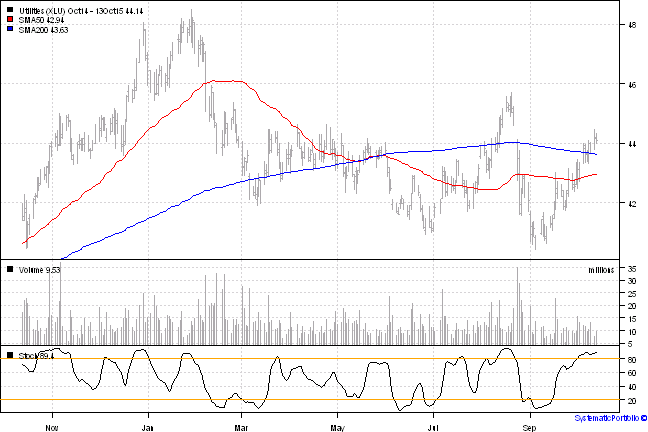 Utilities (XLU) Oct14 - 13Oct15 44.14
SMA50 42.94
SMA200 43.63
48
46
44
42
Volume 9.53
millions
35
30
25
20
15
10
5
Stoch 89.4
80
60
40
20
Nov
Jan
Mar
May
Jul
Sep
SystematicPortfolio ©